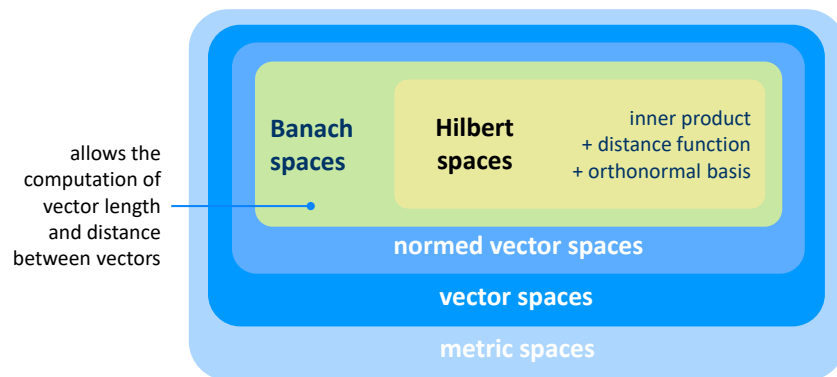 allows the
computation of
vector length
and distance
between vectors
Banach
spaces
Hilbert
spaces
inner product
+ distance function
+ orthonormal basis
normed vector spaces
vector spaces
metric spaces